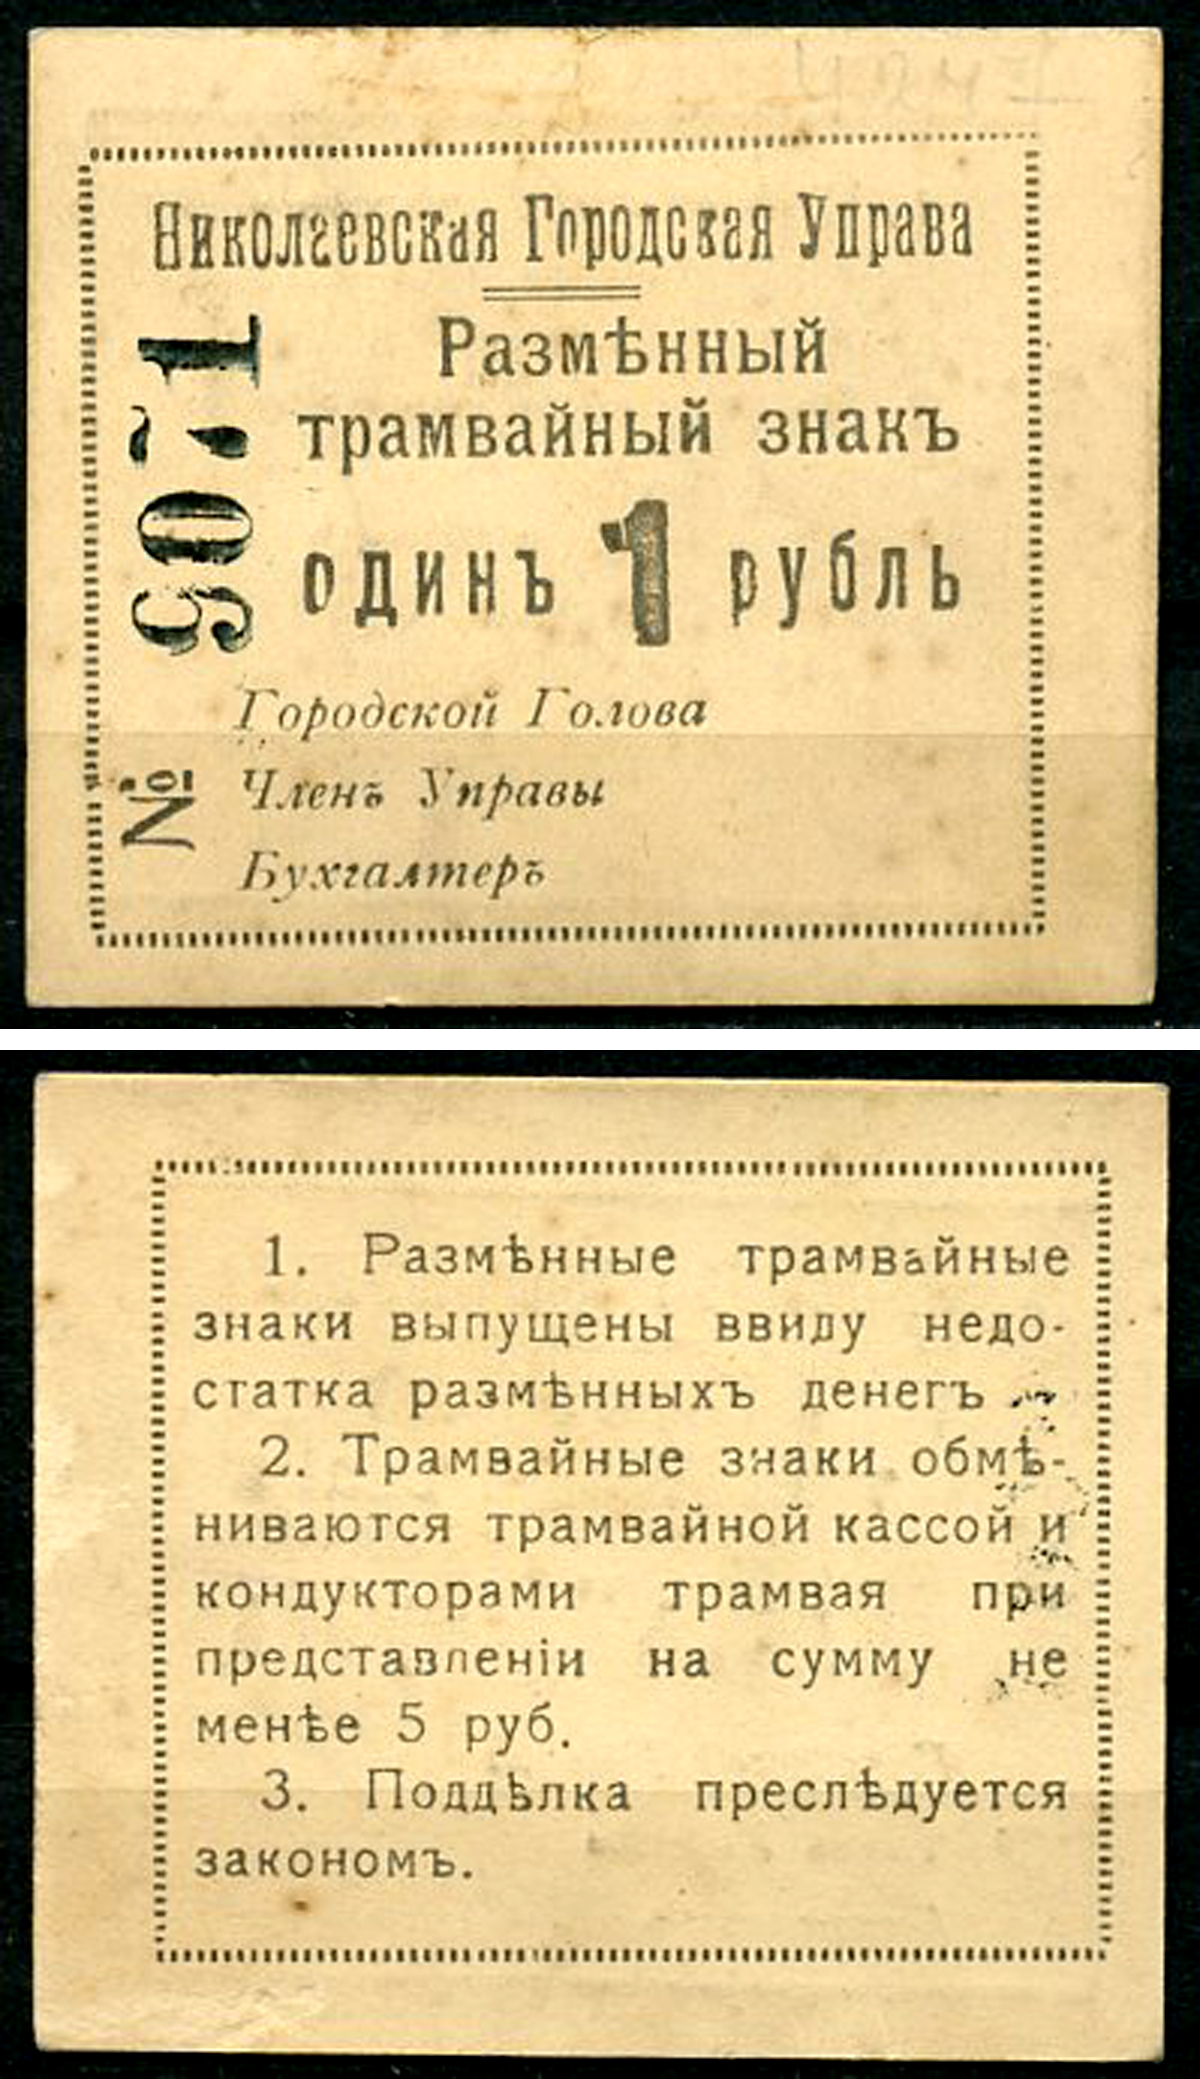 Николаевская Городская Управа
Размѣнный
трамвайный знакъ
одинъ 1 рубль
№ 9071
Городской Голова
Членъ Управы
Бухгалтеръ
1. Размѣнные трамвайные
знаки выпущены ввиду недо-
статка размѣнныхъ денегъ
2. Трамвайные знаки обмѣ-
ниваются трамвайной кассой и
кондукторами трамвая при
представленіи на сумму не
менѣе 5 руб.
3. Поддѣлка преслѣдуется
закономъ.